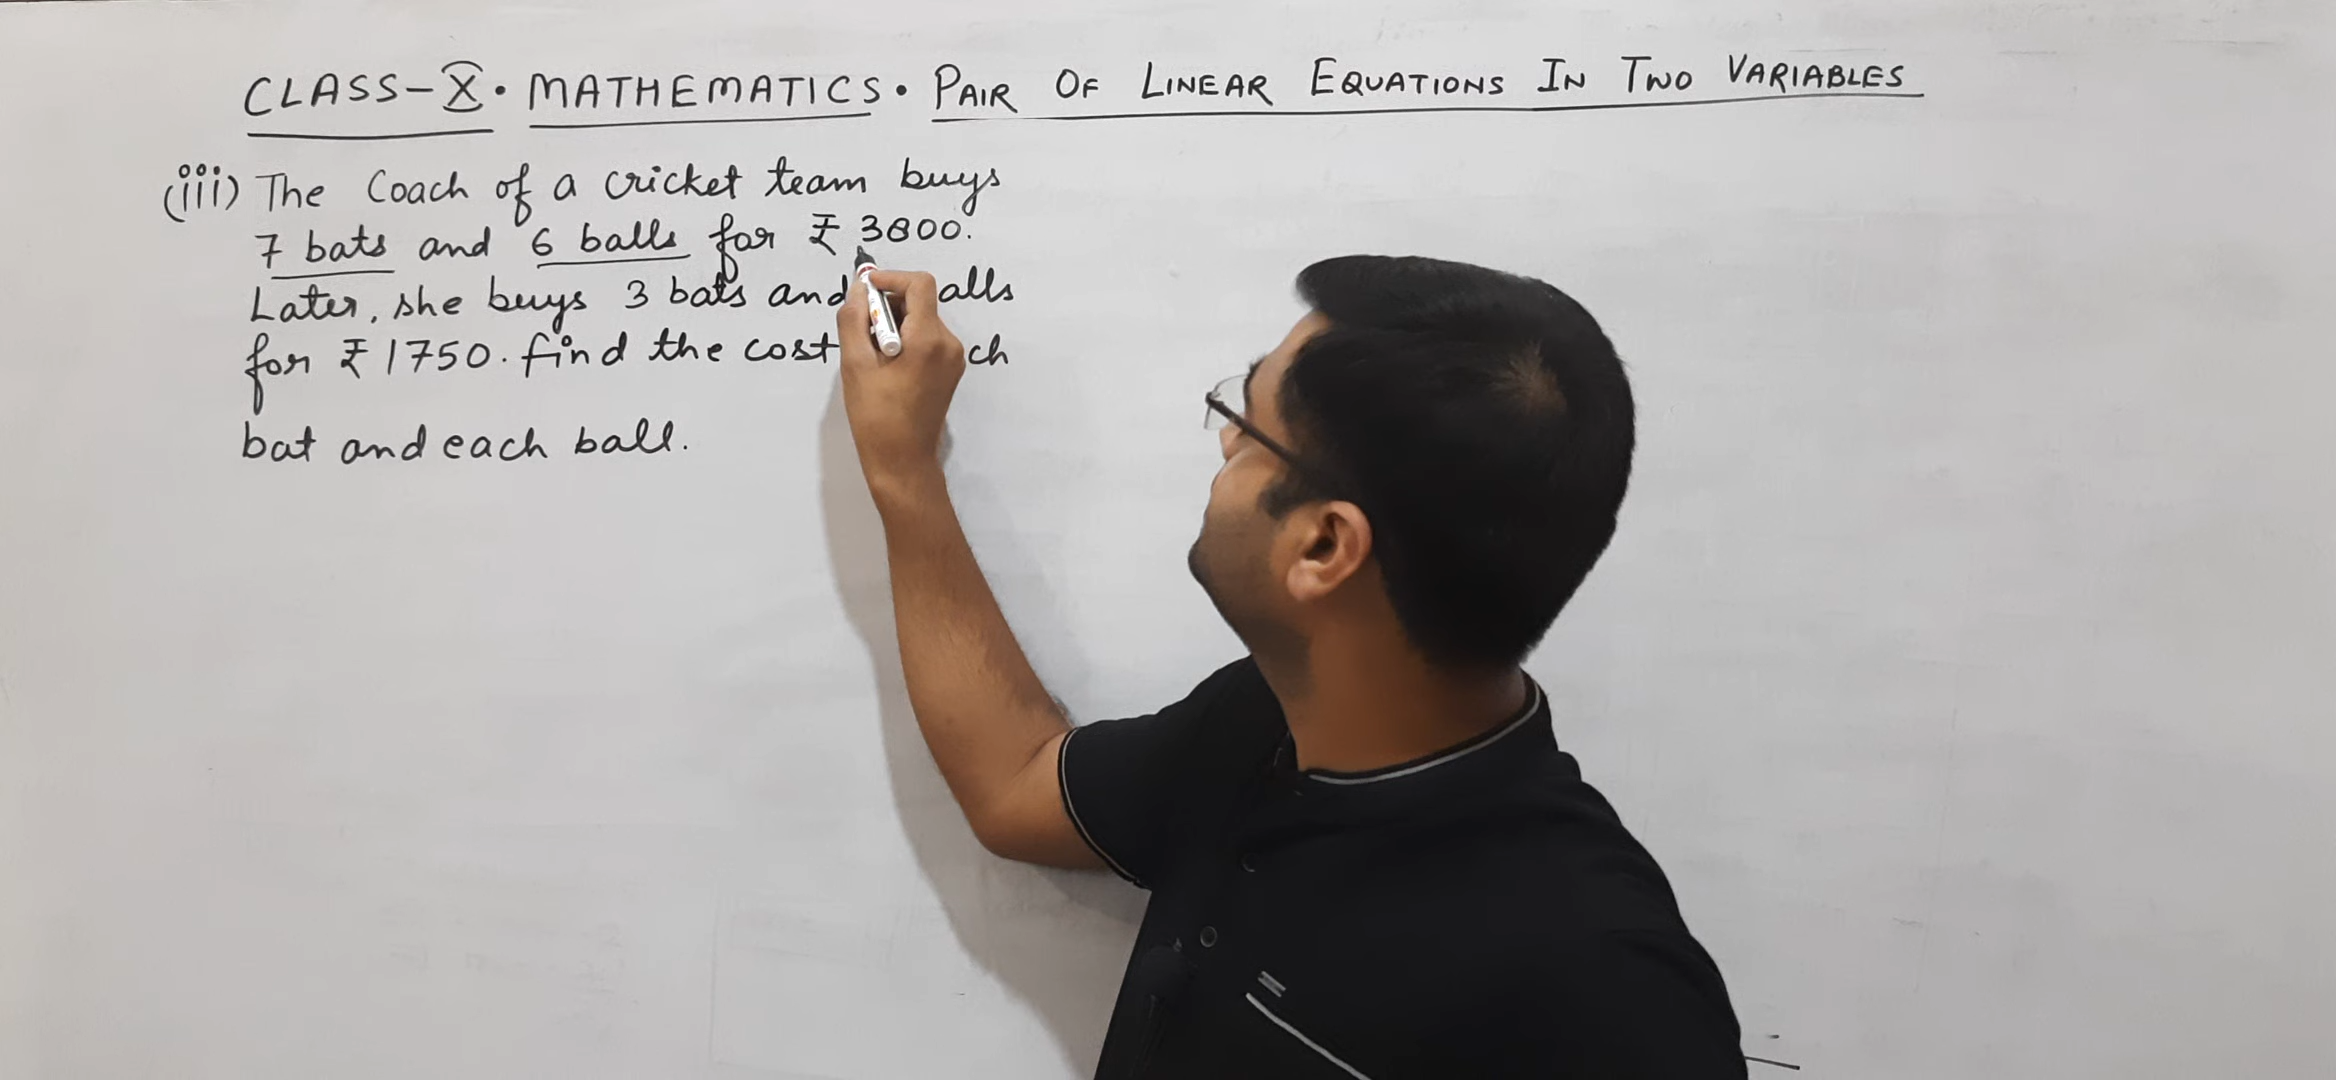 CLASS-X • MATHEMATICS • PAIR OF LINEAR EQUATIONS IN TWO VARIABLES
(iii) The Coach of a cricket team buys
7 bats and 6 balls for ₹ 3800.
Later, she buys 3 bats and alls
for ₹ 1750. find the cost ch
bat and each ball.